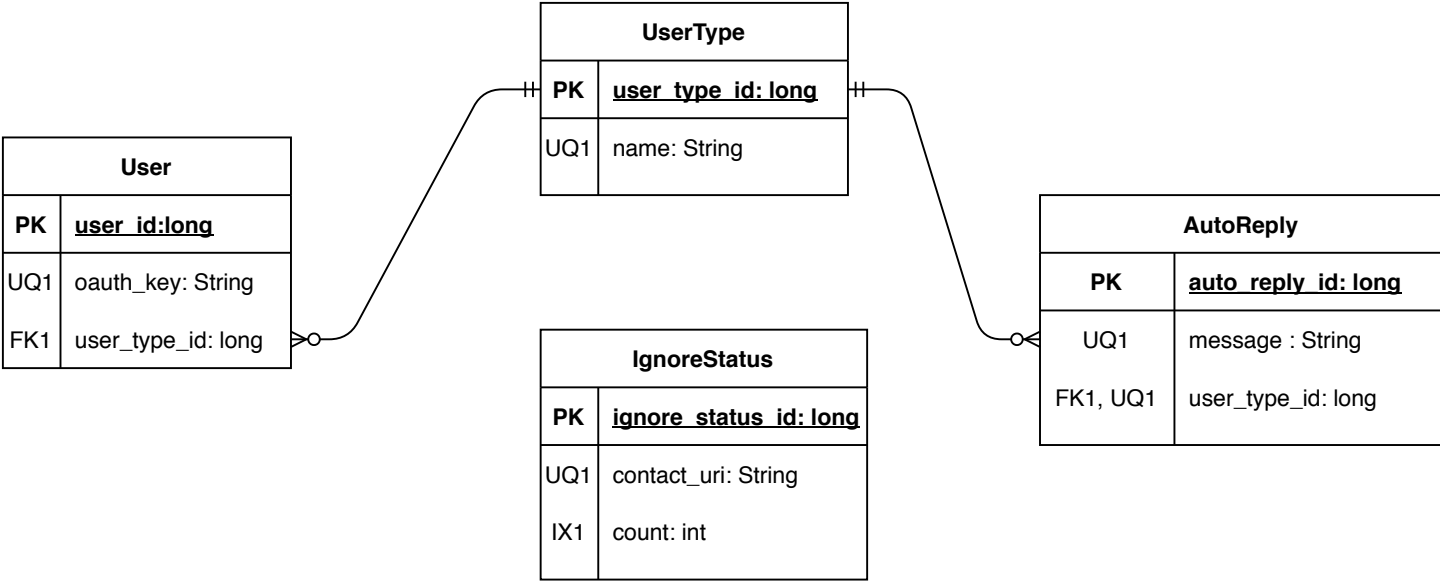 UserType
PK user_type_id: long
UQ1 name: String
User
PK user_id:long
UQ1 oauth_key: String
FK1 user_type_id: long
IgnoreStatus
PK ignore_status_id: long
UQ1 contact_uri: String
IX1 count: int
AutoReply
PK auto_reply_id: long
UQ1 message : String
FK1, UQ1 user_type_id: long